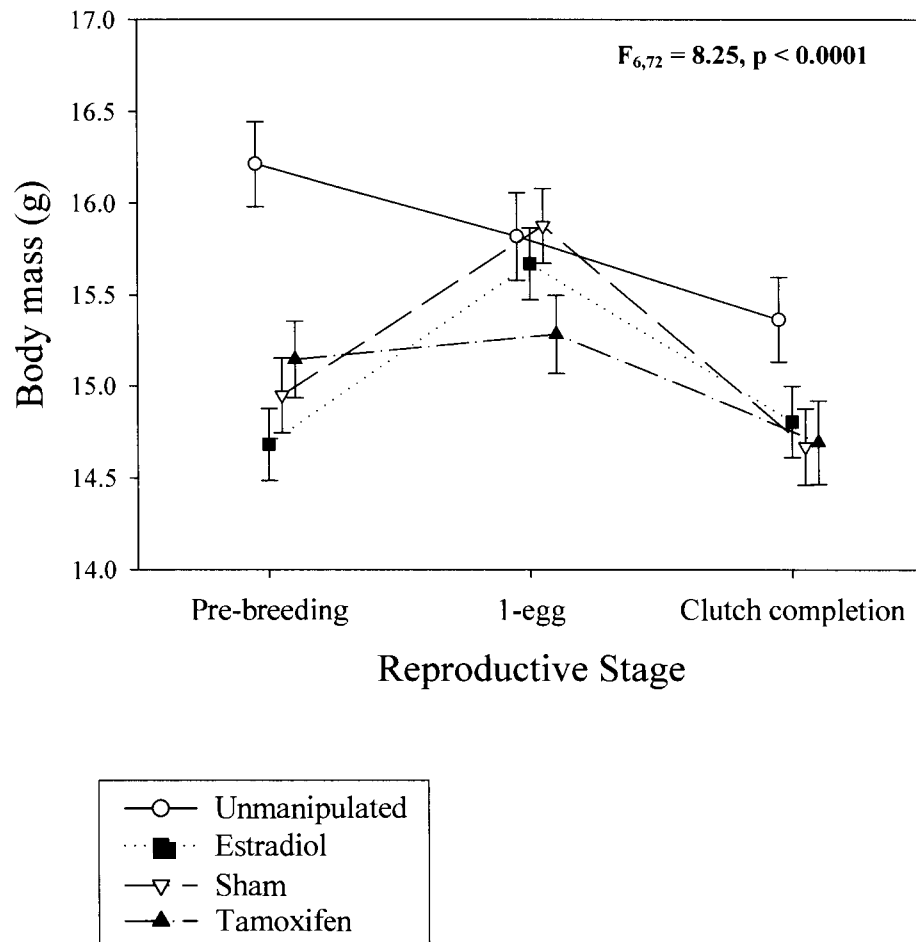 17.0
F6,72 = 8.25, p < 0.0001
16.5
16.0
15.5
15.0
14.5
14.0
Body mass (g)
Pre-breeding 1-egg Clutch completion
Reproductive Stage
Unmanipulated
Estradiol
Sham
Tamoxifen